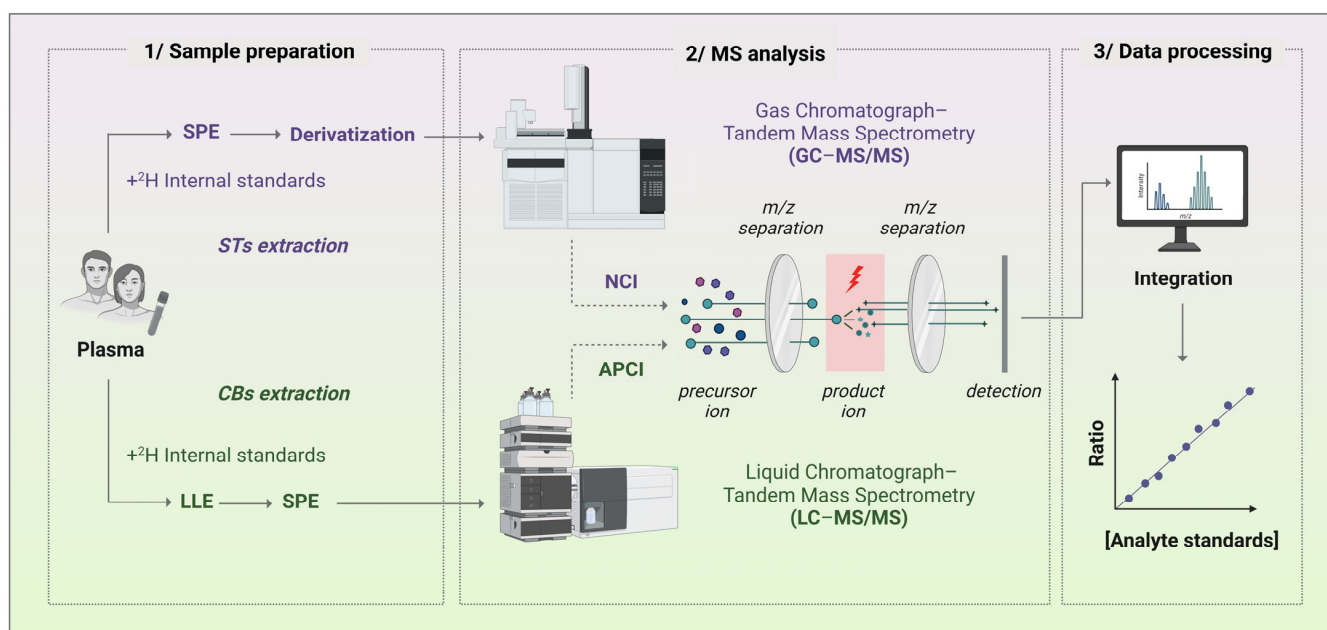 1/ Sample preparation
SPE
Derivatization
+²H Internal standards
STs extraction
Plasma
CBs extraction
+²H Internal standards
LLE
SPE
2/ MS analysis
Gas Chromatograph–
Tandem Mass Spectrometry
(GC–MS/MS)
m/z
separation
m/z
separation
NCI
APCI
precursor
ion
product
ion
detection
Liquid Chromatograph–
Tandem Mass Spectrometry
(LC–MS/MS)
3/ Data processing
Intensity
m/z
Integration
Ratio
[Analyte standards]